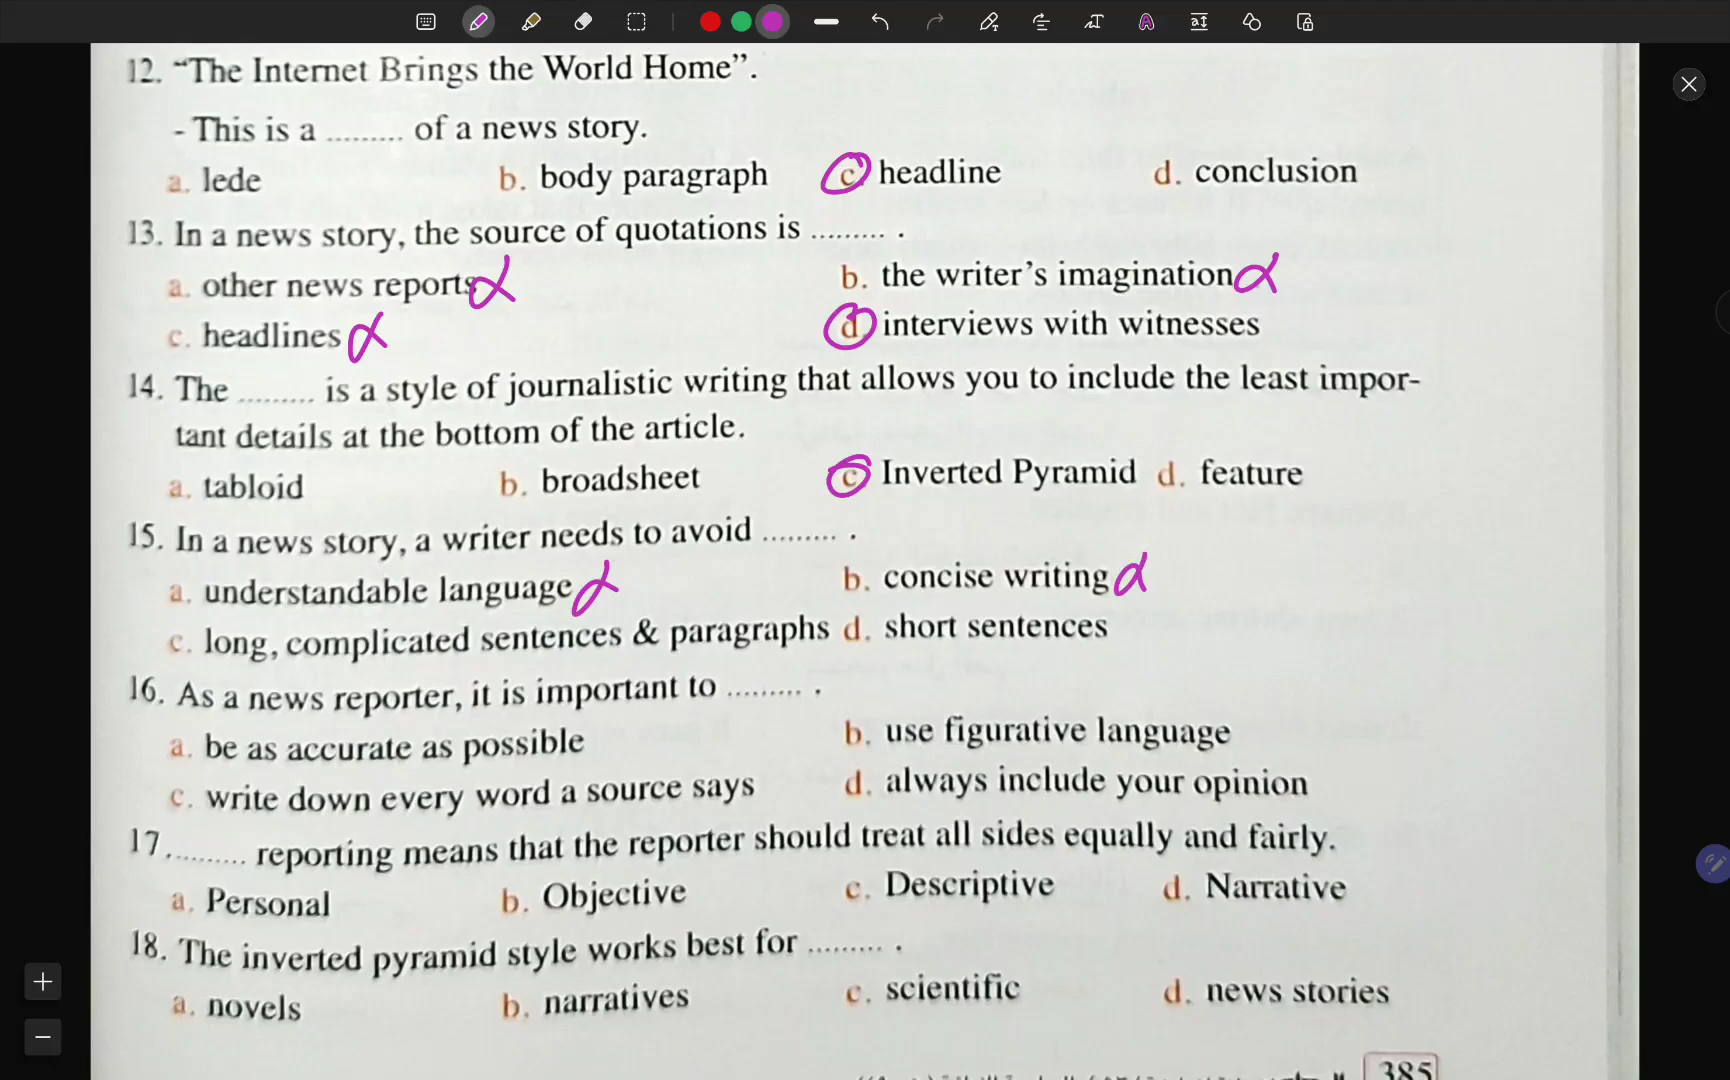 12. “The Internet Brings the World Home”.
- This is a ......... of a news story.
a. lede b. body paragraph c. headline d. conclusion
13. In a news story, the source of quotations is ......... .
a. other news reports b. the writer’s imagination
c. headlines d. interviews with witnesses
14. The ......... is a style of journalistic writing that allows you to include the least impor-
tant details at the bottom of the article.
a. tabloid b. broadsheet c. Inverted Pyramid d. feature
15. In a news story, a writer needs to avoid ......... .
a. understandable language b. concise writing
c. long, complicated sentences & paragraphs d. short sentences
16. As a news reporter, it is important to ......... .
a. be as accurate as possible b. use figurative language
c. write down every word a source says d. always include your opinion
17.......... reporting means that the reporter should treat all sides equally and fairly.
a. Personal b. Objective c. Descriptive d. Narrative
18. The inverted pyramid style works best for ......... .
a. novels b. narratives c. scientific d. news stories
385